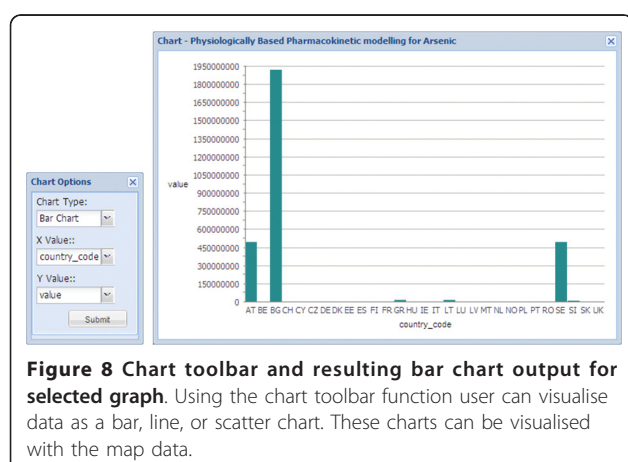 Chart - Physiologically Based Pharmacokinetic modelling for Arsenic
1950000000
1800000000
1650000000
1500000000
1350000000
1200000000
1050000000
value
900000000
750000000
600000000
450000000
300000000
150000000
0
AT BE BG CH CY CZ DE DK EE ES FI FR GR HU IE IT LT LU LV MT NL NO PL PT RO SE SI SK UK
country_code
Chart Options
Chart Type:
Bar Chart
X Value::
country_code
Y Value::
value
Submit
Figure 8 Chart toolbar and resulting bar chart output for
selected graph. Using the chart toolbar function user can visualise
data as a bar, line, or scatter chart. These charts can be visualised
with the map data.